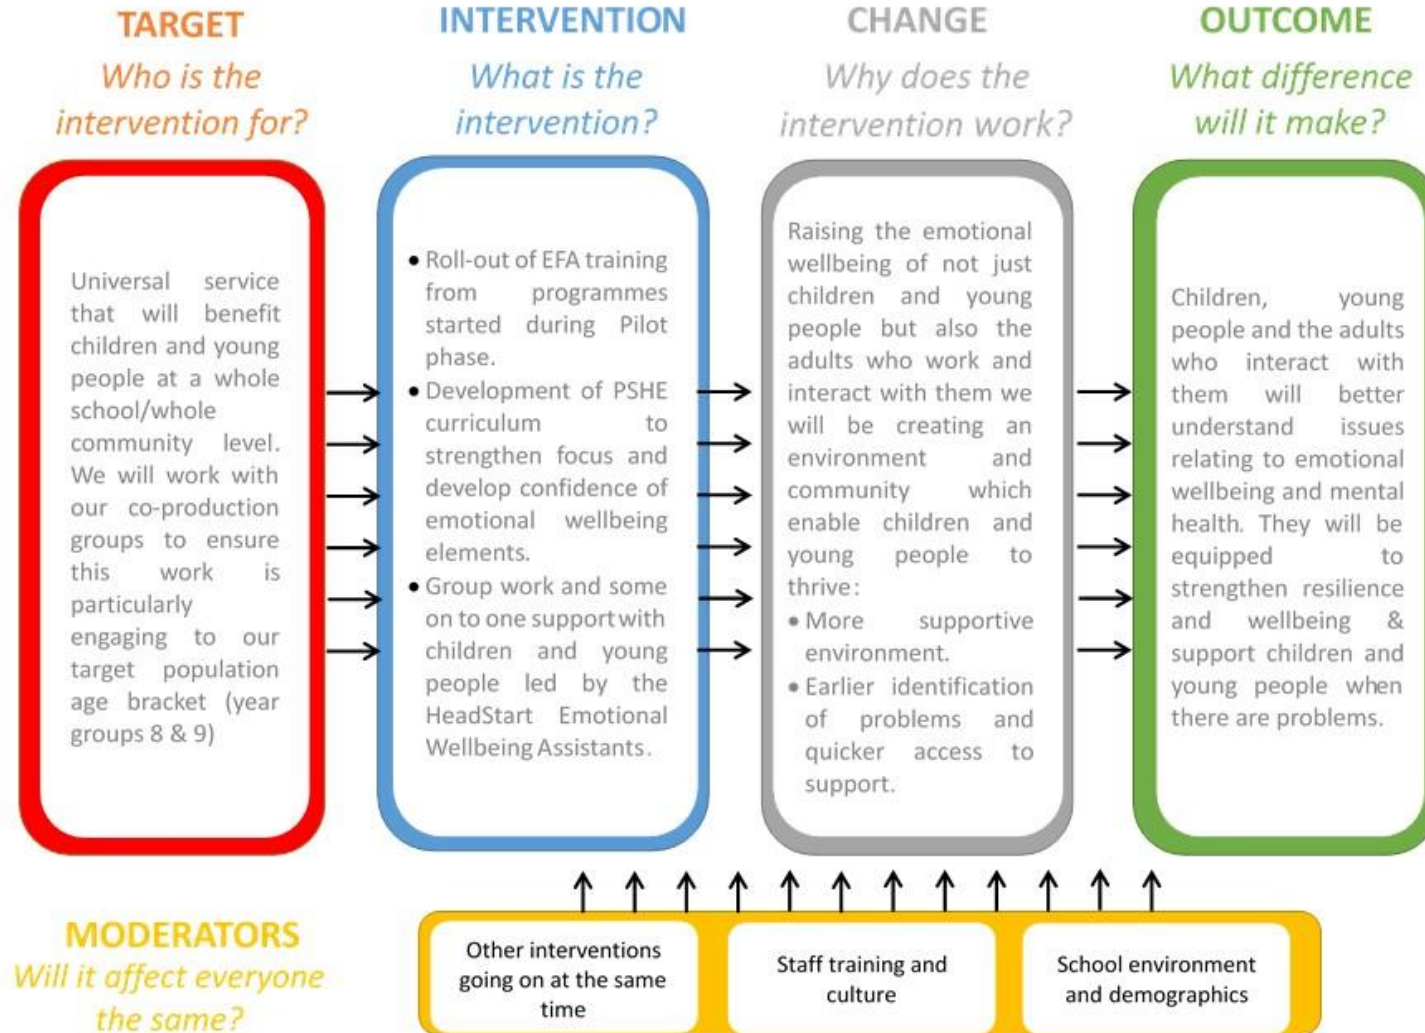 TARGET
Who is the
intervention for?
Universal service
that will benefit
children and young
people at a whole
school/whole
community level.
We will work with
our co-production
groups to ensure
this work is
particularly
engaging to our
target population
age bracket (year
groups 8 & 9)
INTERVENTION
What is the
intervention?
• Roll-out of EFA training
from programmes
started during Pilot
phase.
• Development of PSHE
curriculum to
strengthen focus and
develop confidence of
emotional wellbeing
elements.
• Group work and some
on to one support with
children and young
people led by the
HeadStart Emotional
Wellbeing Assistants.
CHANGE
Why does the
intervention work?
Raising the emotional
wellbeing of not just
children and young
people but also the
adults who work and
interact with them we
will be creating an
environment and
community which
enable children and
young people to
thrive:
• More supportive
environment.
• Earlier identification
of problems and
quicker access to
support.
OUTCOME
What difference
will it make?
Children, young
people and the adults
who interact with
them will better
understand issues
relating to emotional
wellbeing and mental
health. They will be
equipped to
strengthen resilience
and wellbeing &
support children and
young people when
there are problems.
MODERATORS
Will it affect everyone
the same?
Other interventions
going on at the same
time
Staff training and
culture
School environment
and demographics